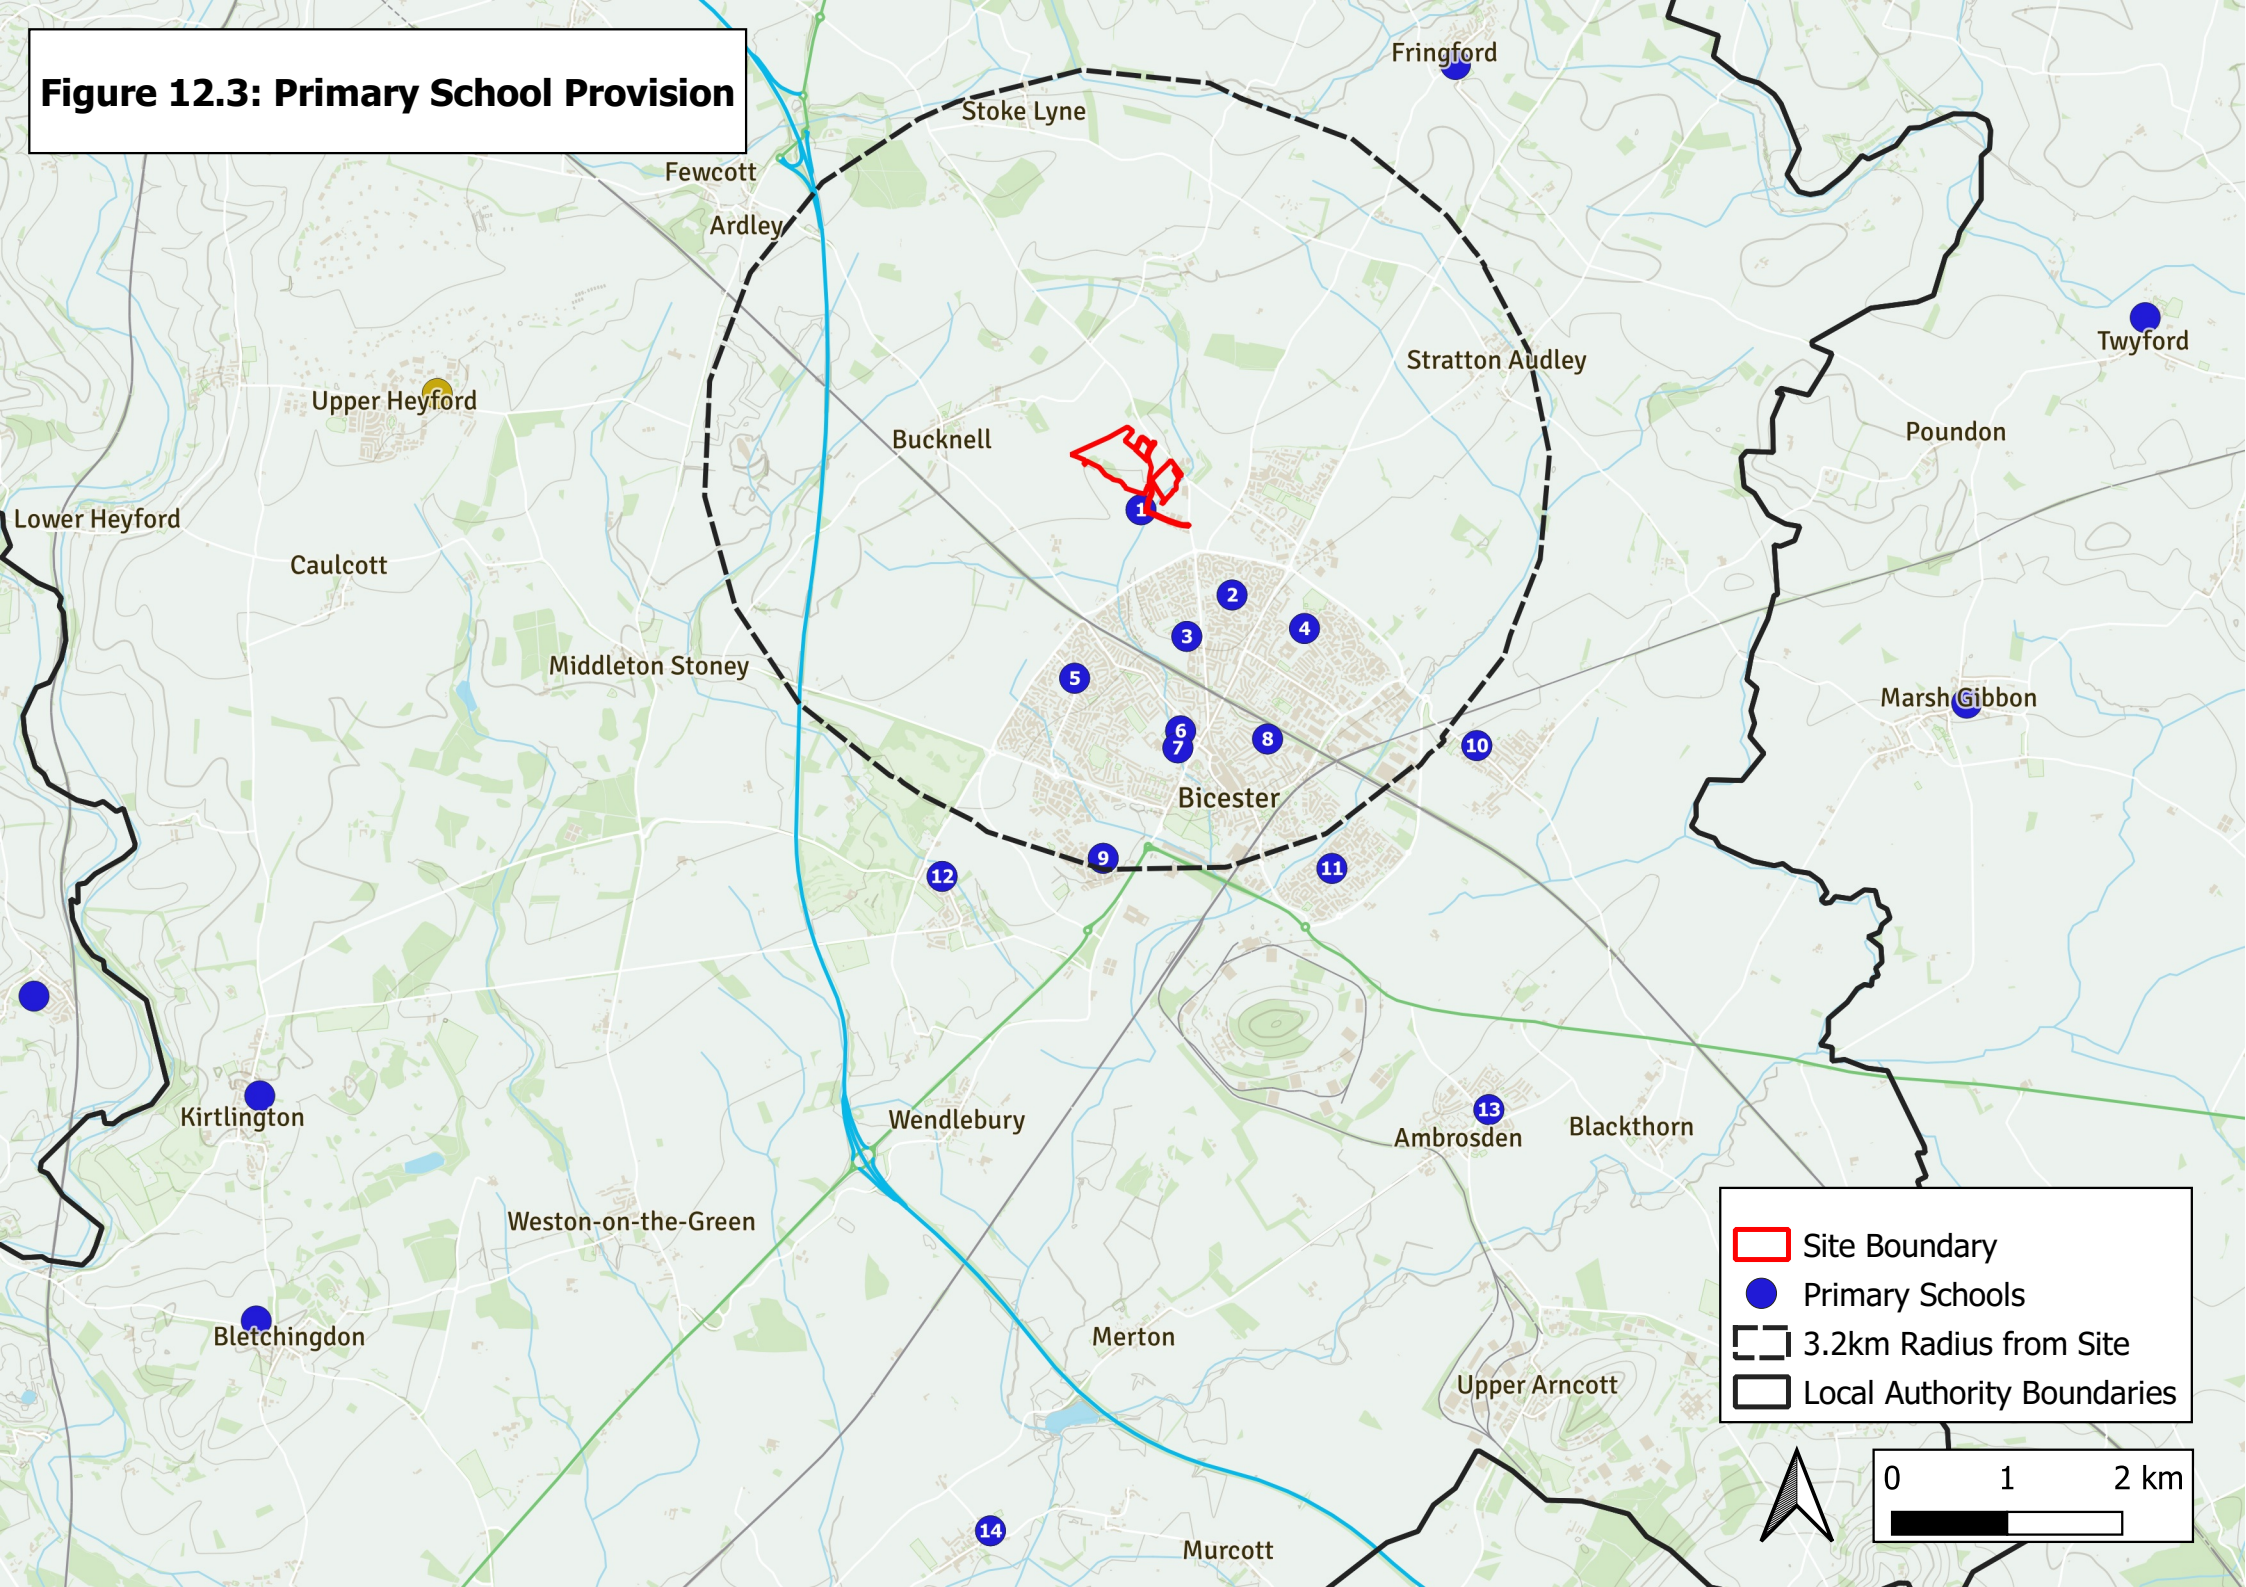 Figure 12.3: Primary School Provision
Fringford
Stoke Lyne
Fewcott
Ardley
Twyford
Stratton Audley
Upper Heyford
Poundon
Bucknell
1
Lower Heyford
Caulcott
2
4
3
Middleton Stoney
5
Marsh Gibbon
6
7
8
10
Bicester
9
11
12
Kirtlington
13
Wendlebury
Ambrosden
Blackthorn
Weston-on-the-Green
Bletchingdon
Merton
Upper Arncott
14
Murcott
Site Boundary
Primary Schools
3.2km Radius from Site
Local Authority Boundaries
0 1 2 km